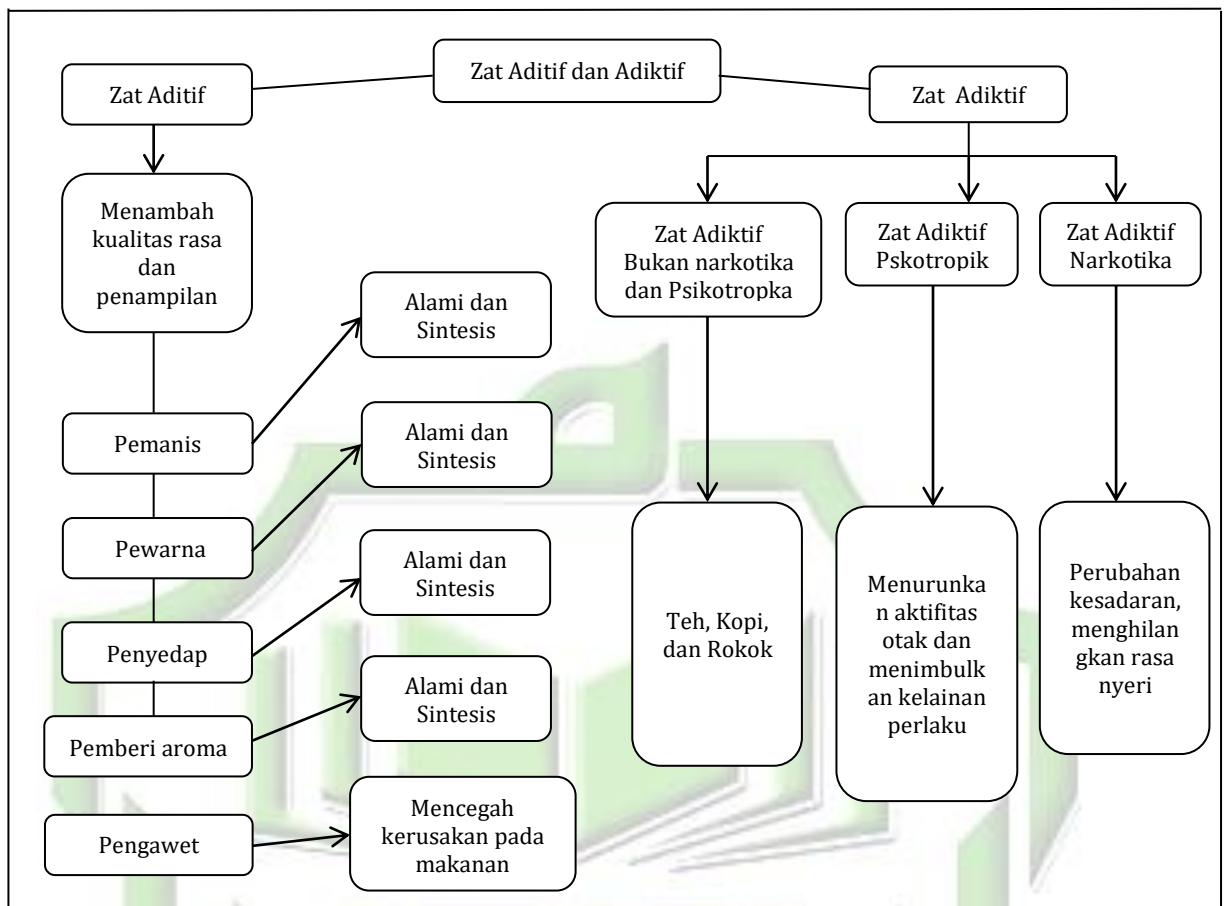 Zat Aditif dan Adiktif
Zat Aditif
Zat Adiktif
Menambah
kualitas rasa
dan
penampilan
Zat Adiktif
Bukan narkotika
dan Psikotropka
Zat Adiktif
Pskotropik
Zat Adiktif
Narkotika
Alami dan
Sintesis
Pemanis
Alami dan
Sintesis
Pewarna
Alami dan
Sintesis
Penyedap
Alami dan
Sintesis
Pemberi aroma
Mencegah
kerusakan pada
makanan
Pengawet
Teh, Kopi,
dan Rokok
Menurunka
n aktifitas
otak dan
menimbulk
an kelainan
perlaku
Perubahan
kesadaran,
menghilan
gkan rasa
nyeri